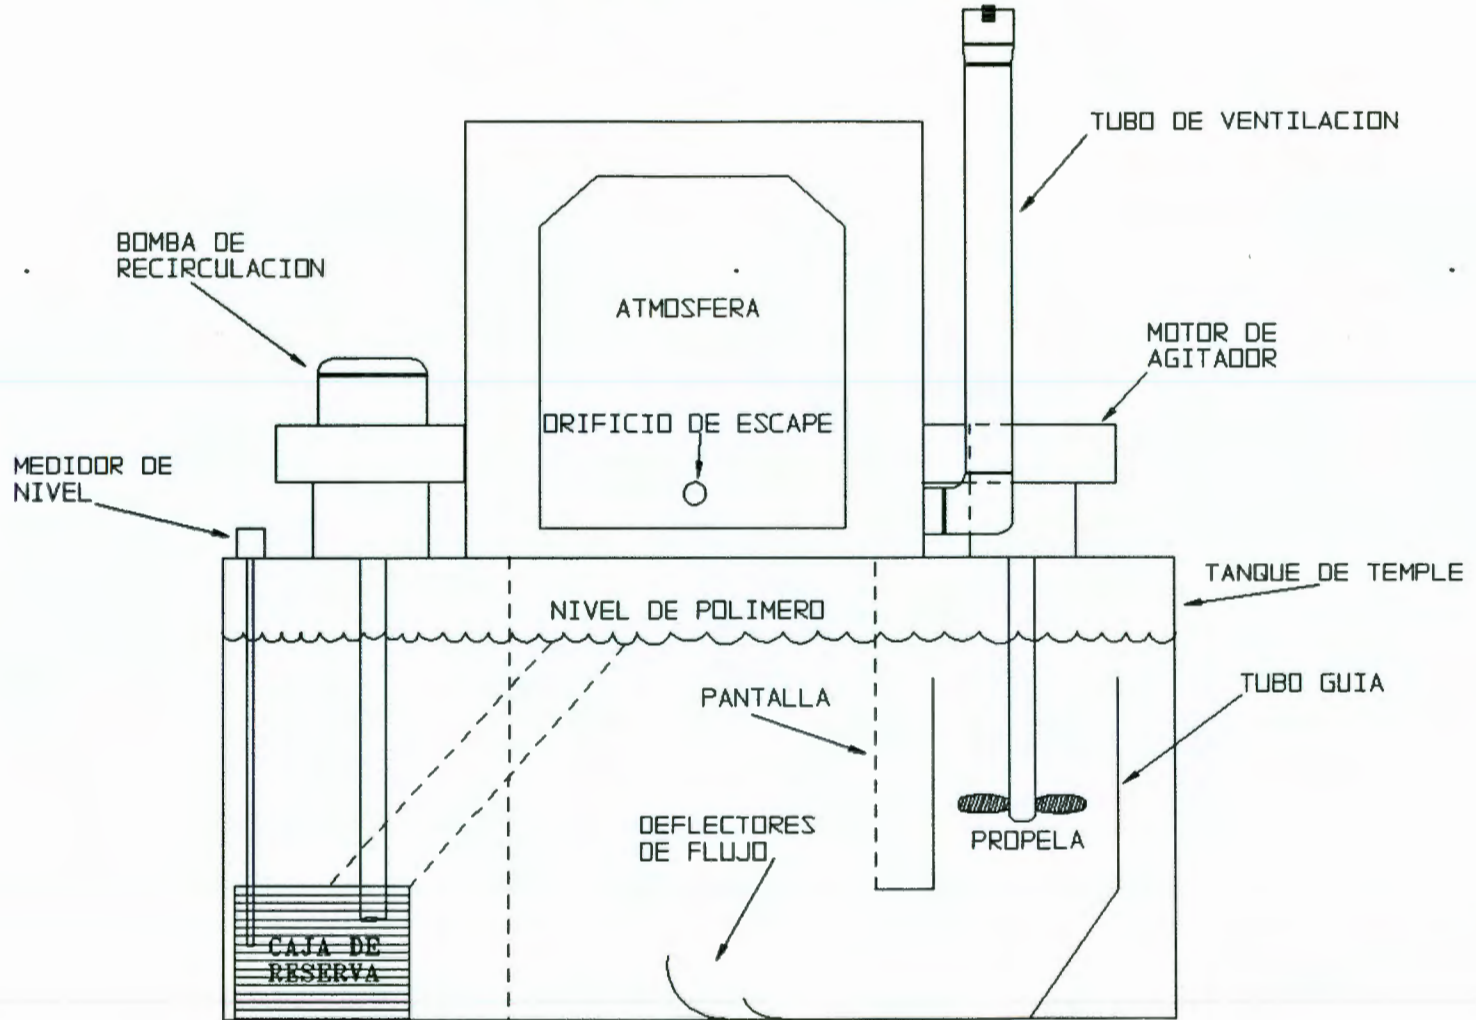 TUBO DE VENTILACION
BOMBA DE
RECIRCULACION
ATMOSFERA
MOTOR DE
AGITADOR
ORIFICIO DE ESCAPE
MEDIDOR DE
NIVEL
TANQUE DE TEMPLE
NIVEL DE POLIMERO
PANTALLA
TUBO GUIA
DEFLECTORES
DE FLUJO
PROPELA
CAJA DE
RESERVA